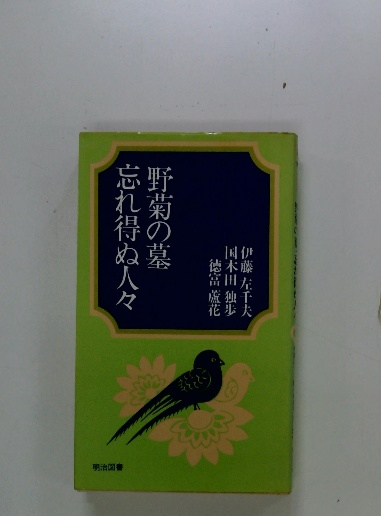 野菊の墓
忘れ得ぬ人々
伊藤 左千夫
国木田 独歩
徳富 蘆花
明治図書